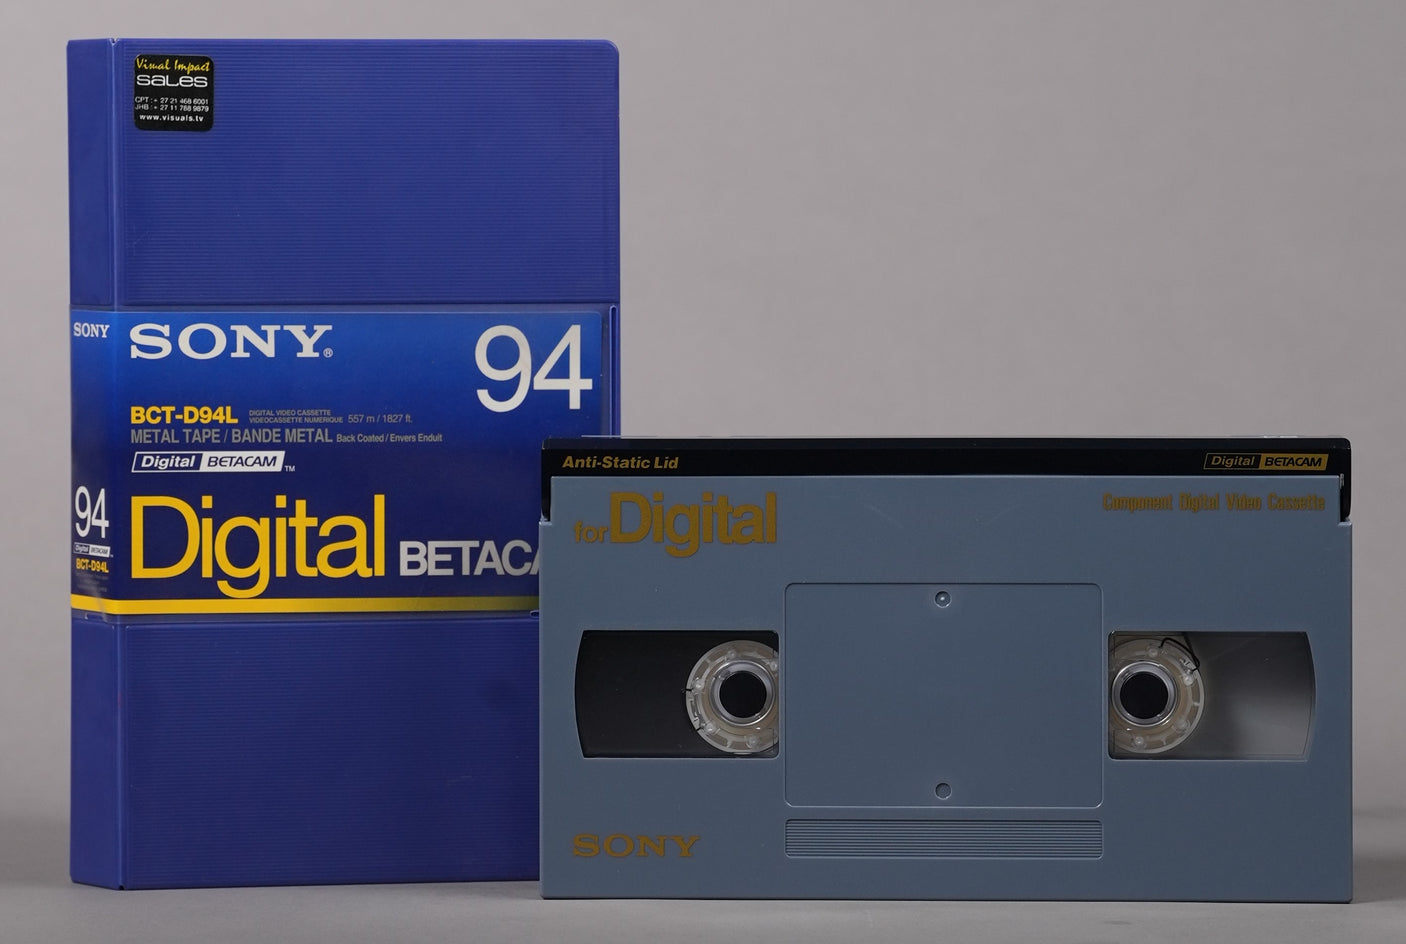 Visual Impact
sales
CPT : + 27 21 468 6001
JHB : + 27 11 788 9879
www.visuals.tv
SONY
SONY®
94
BCT-D94L
DIGITAL VIDEO CASSETTE
VIDEOCASSETTE NUMERIQUE
557 m / 1827 ft.
METAL TAPE / BANDE METAL Back Coated / Envers Enduit
Digital BETACAM TM
94
Digital BETACAM
BCT-D94L
Digital BETACA
Anti-Static Lid
Digital BETACAM
for Digital
Component Digital Video Cassette
SONY